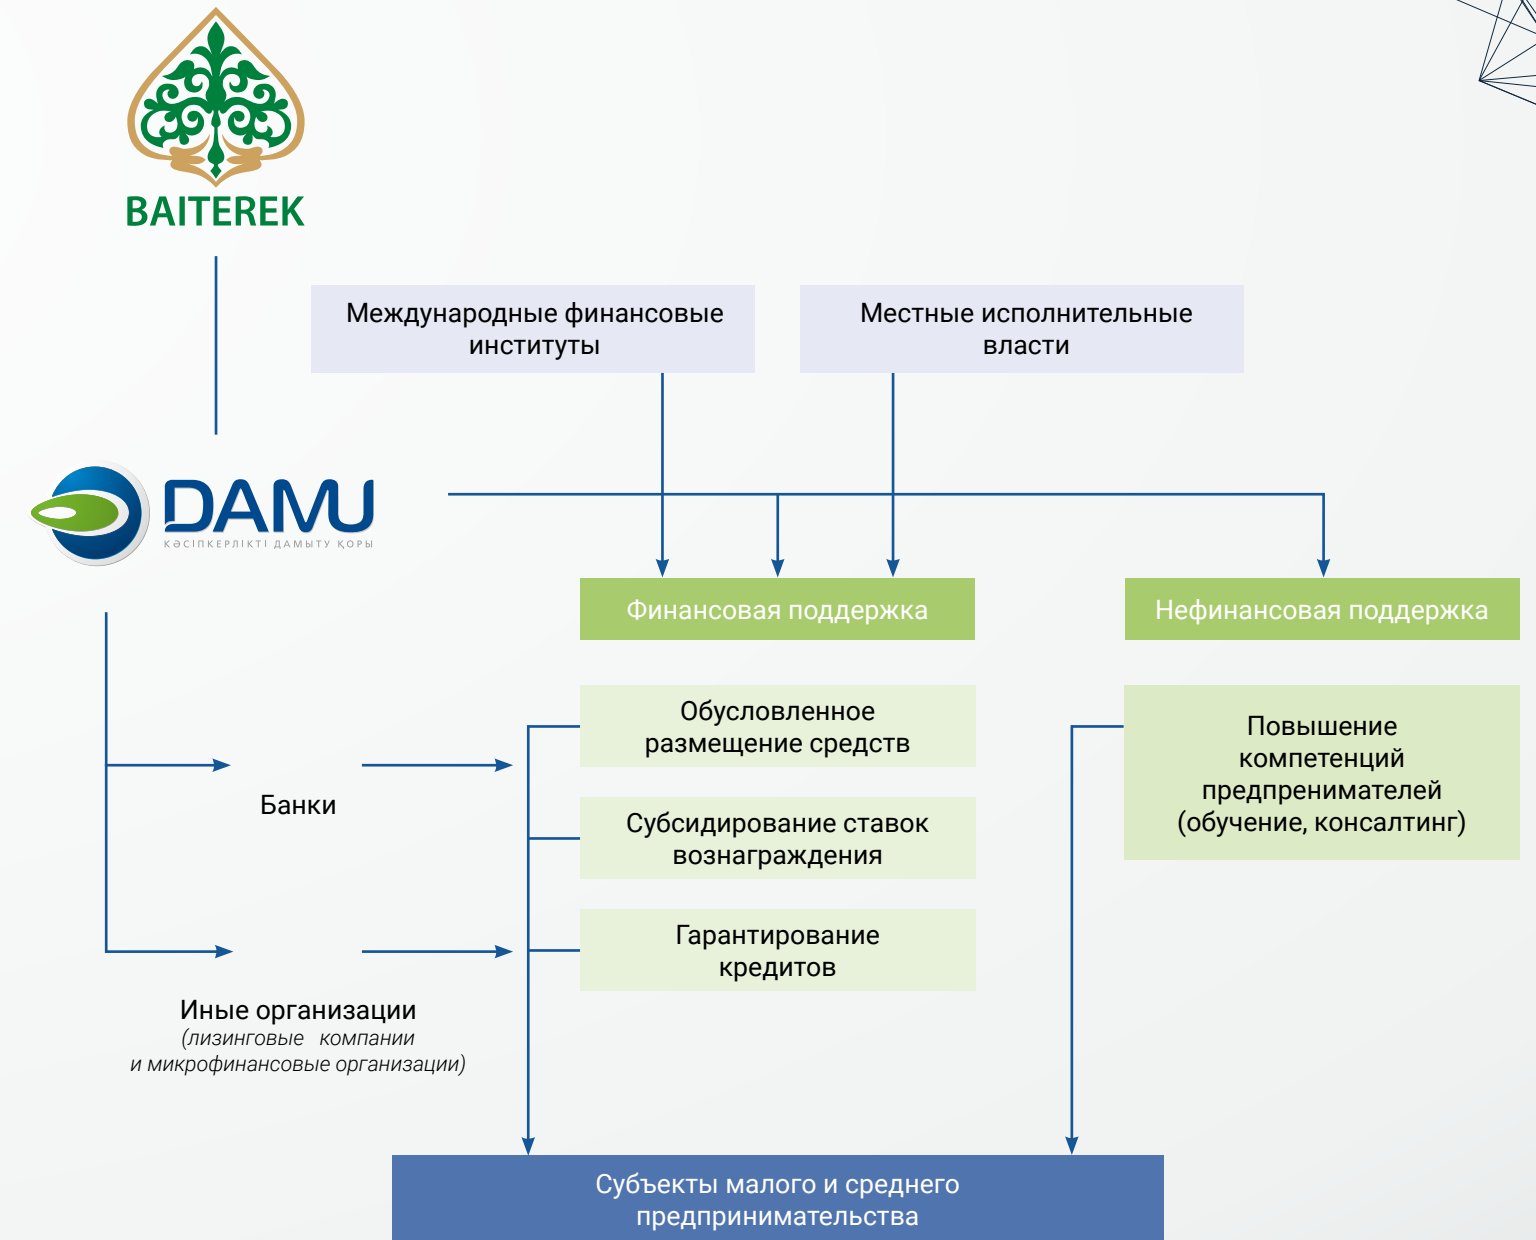 BAITEREK
Международные финансовые
институты
Местные исполнительные
власти
DAMU
КӘСІПКЕРЛІКТІ ДАМЫТУ ҚОРЫ
Финансовая поддержка
Нефинансовая поддержка
Обусловленное
размещение средств
Повышение
компетенций
предпренимателей
(обучение, консалтинг)
Банки
Субсидирование ставок
вознаграждения
Гарантирование
кредитов
Иные организации
(лизинговые компании
и микрофинансовые организации)
Субъекты малого и среднего
предпринимательства